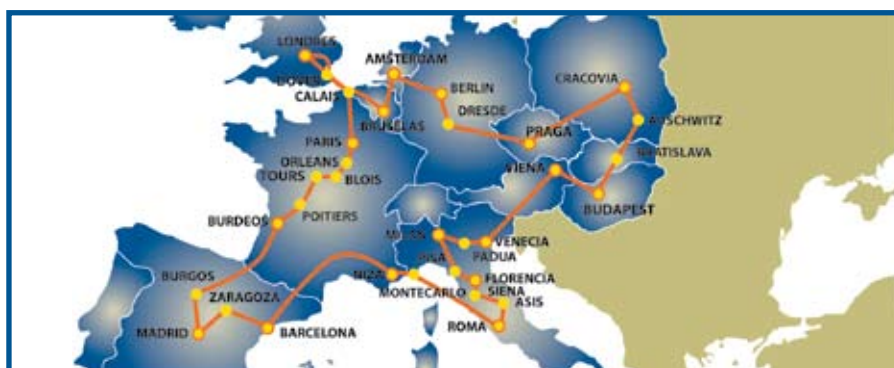 LONDRES
AMSTERDAM
DOVER
BERLIN
CRACOVIA
CALAIS
DRESDE
BRUSELAS
AUSCHWITZ
PARIS
PRAGA
BRATISLAVA
ORLEANS
VIENA
TOURS
BLOIS
BUDAPEST
POITIERS
BURDEOS
MILAN
VENECIA
PADUA
PISA
BURGOS
NIZA
FLORENCIA
MONTECARLO
SIENA
ZARAGOZA
ASIS
MADRID
BARCELONA
ROMA